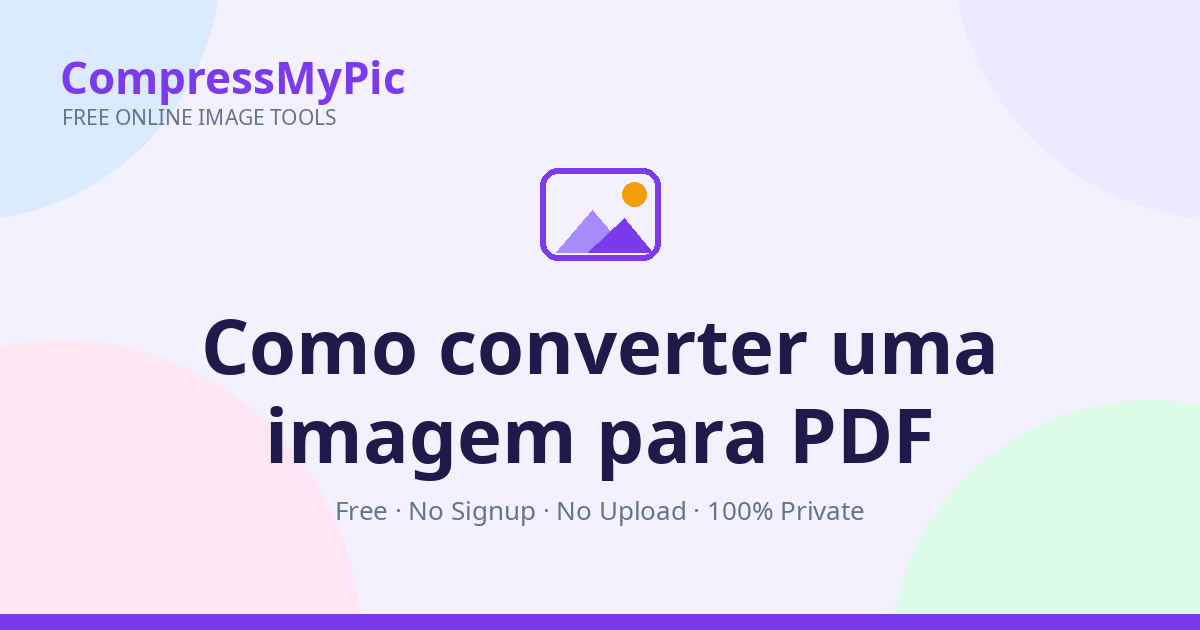 CompressMyPic
FREE ONLINE IMAGE TOOLS
Como converter uma
imagem para PDF
Free · No Signup · No Upload · 100% Private